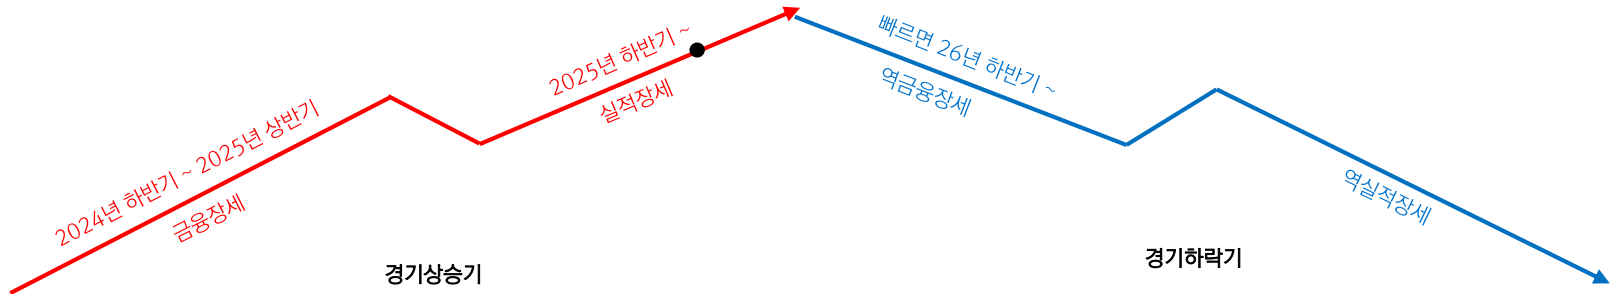 2024년 하반기 ~ 2025년 상반기
금융장세
2025년 하반기 ~
실적장세
경기상승기
빠르면 26년 하반기 ~
역금융장세
역실적장세
경기하락기